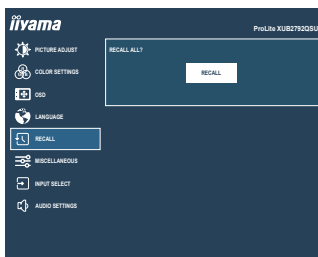 iiyama
ProLite XUB2792QSU
PICTURE ADJUST
RECALL ALL?
COLOR SETTINGS
RECALL
OSD
LANGUAGE
RECALL
MISCELLANEOUS
INPUT SELECT
AUDIO SETTINGS